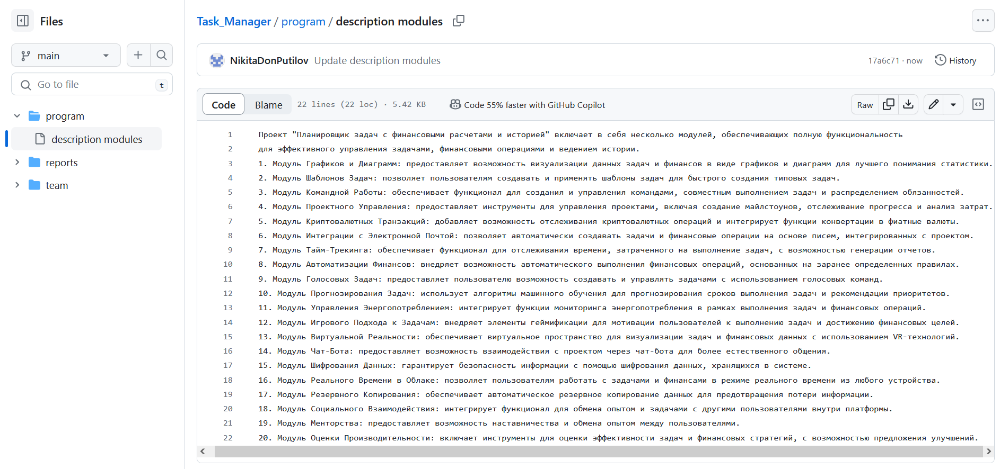 Files
main
Go to file
t
program
description modules
reports
team
Task_Manager / program / description modules
NikitaDonPutilov Update description modules
17a6c71 · now
History
Code
Blame
22 lines (22 loc) · 5.42 KB
Code 55% faster with GitHub Copilot
Raw
1 Проект "Планировщик задач с финансовыми расчетами и историей" включает в себя несколько модулей, обеспечивающих полную функциональность
2 для эффективного управления задачами, финансовыми операциями и ведением истории.
3 1. Модуль Графиков и Диаграмм: предоставляет возможность визуализации данных задач и финансов в виде графиков и диаграмм для лучшего понимания статистики.
4 2. Модуль Шаблонов Задач: позволяет пользователям создавать и применять шаблоны задач для быстрого создания типовых задач.
5 3. Модуль Командной Работы: обеспечивает функционал для создания и управления командами, совместным выполнением задач и распределением обязанностей.
6 4. Модуль Проектного Управления: предоставляет инструменты для управления проектами, включая создание майлстоунов, отслеживание прогресса и анализ затрат.
7 5. Модуль Криптовалютных Транзакций: добавляет возможность отслеживания криптовалютных операций и интегрирует функции конвертации в фиатные валюты.
8 6. Модуль Интеграции с Электронной Почтой: позволяет автоматически создавать задачи и финансовые операции на основе писем, интегрированных с проектом.
9 7. Модуль Тайм-Трекинга: обеспечивает функционал для отслеживания времени, затраченного на выполнение задач, с возможностью генерации отчетов.
10 8. Модуль Автоматизации Финансов: внедряет возможность автоматического выполнения финансовых операций, основанных на заранее определенных правилах.
11 9. Модуль Голосовых Задач: предоставляет пользователю возможность создавать и управлять задачами с использованием голосовых команд.
12 10. Модуль Прогнозирования Задач: использует алгоритмы машинного обучения для прогнозирования сроков выполнения задач и рекомендации приоритетов.
13 11. Модуль Управления Энергопотреблением: интегрирует функции мониторинга энергопотребления в рамках выполнения задач и финансовых операций.
14 12. Модуль Игрового Подхода к Задачам: внедряет элементы геймификации для мотивации пользователей к выполнению задач и достижению финансовых целей.
15 13. Модуль Виртуальной Реальности: обеспечивает виртуальное пространство для визуализации задач и финансовых данных с использованием VR-технологий.
16 14. Модуль Чат-Бота: предоставляет возможность взаимодействия с проектом через чат-бота для более естественного общения.
17 15. Модуль Шифрования Данных: гарантирует безопасность информации с помощью шифрования данных, хранящихся в системе.
18 16. Модуль Реального Времени в Облаке: позволяет пользователям работать с задачами и финансами в режиме реального времени из любого устройства.
19 17. Модуль Резервного Копирования: обеспечивает автоматическое резервное копирование данных для предотвращения потери информации.
20 18. Модуль Социального Взаимодействия: интегрирует функционал для обмена опытом и задачами с другими пользователями внутри платформы.
21 19. Модуль Менторства: предоставляет возможность наставничества и обмена опытом между пользователями.
22 20. Модуль Оценки Производительности: включает инструменты для оценки эффективности задач и финансовых стратегий, с возможностью предложения улучшений.